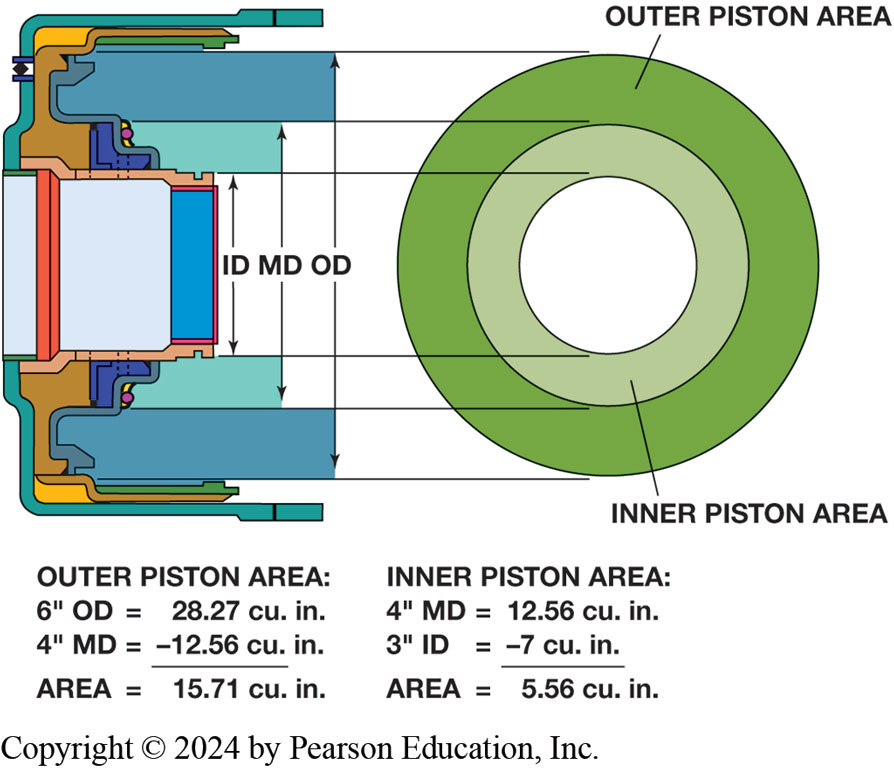 OUTER PISTON AREA
ID MD OD
INNER PISTON AREA
OUTER PISTON AREA:
6" OD = 28.27 cu. in.
4" MD = –12.56 cu. in.
AREA = 15.71 cu. in.
INNER PISTON AREA:
4" MD = 12.56 cu. in.
3" ID = –7 cu. in.
AREA = 5.56 cu. in.
Copyright © 2024 by Pearson Education, Inc.